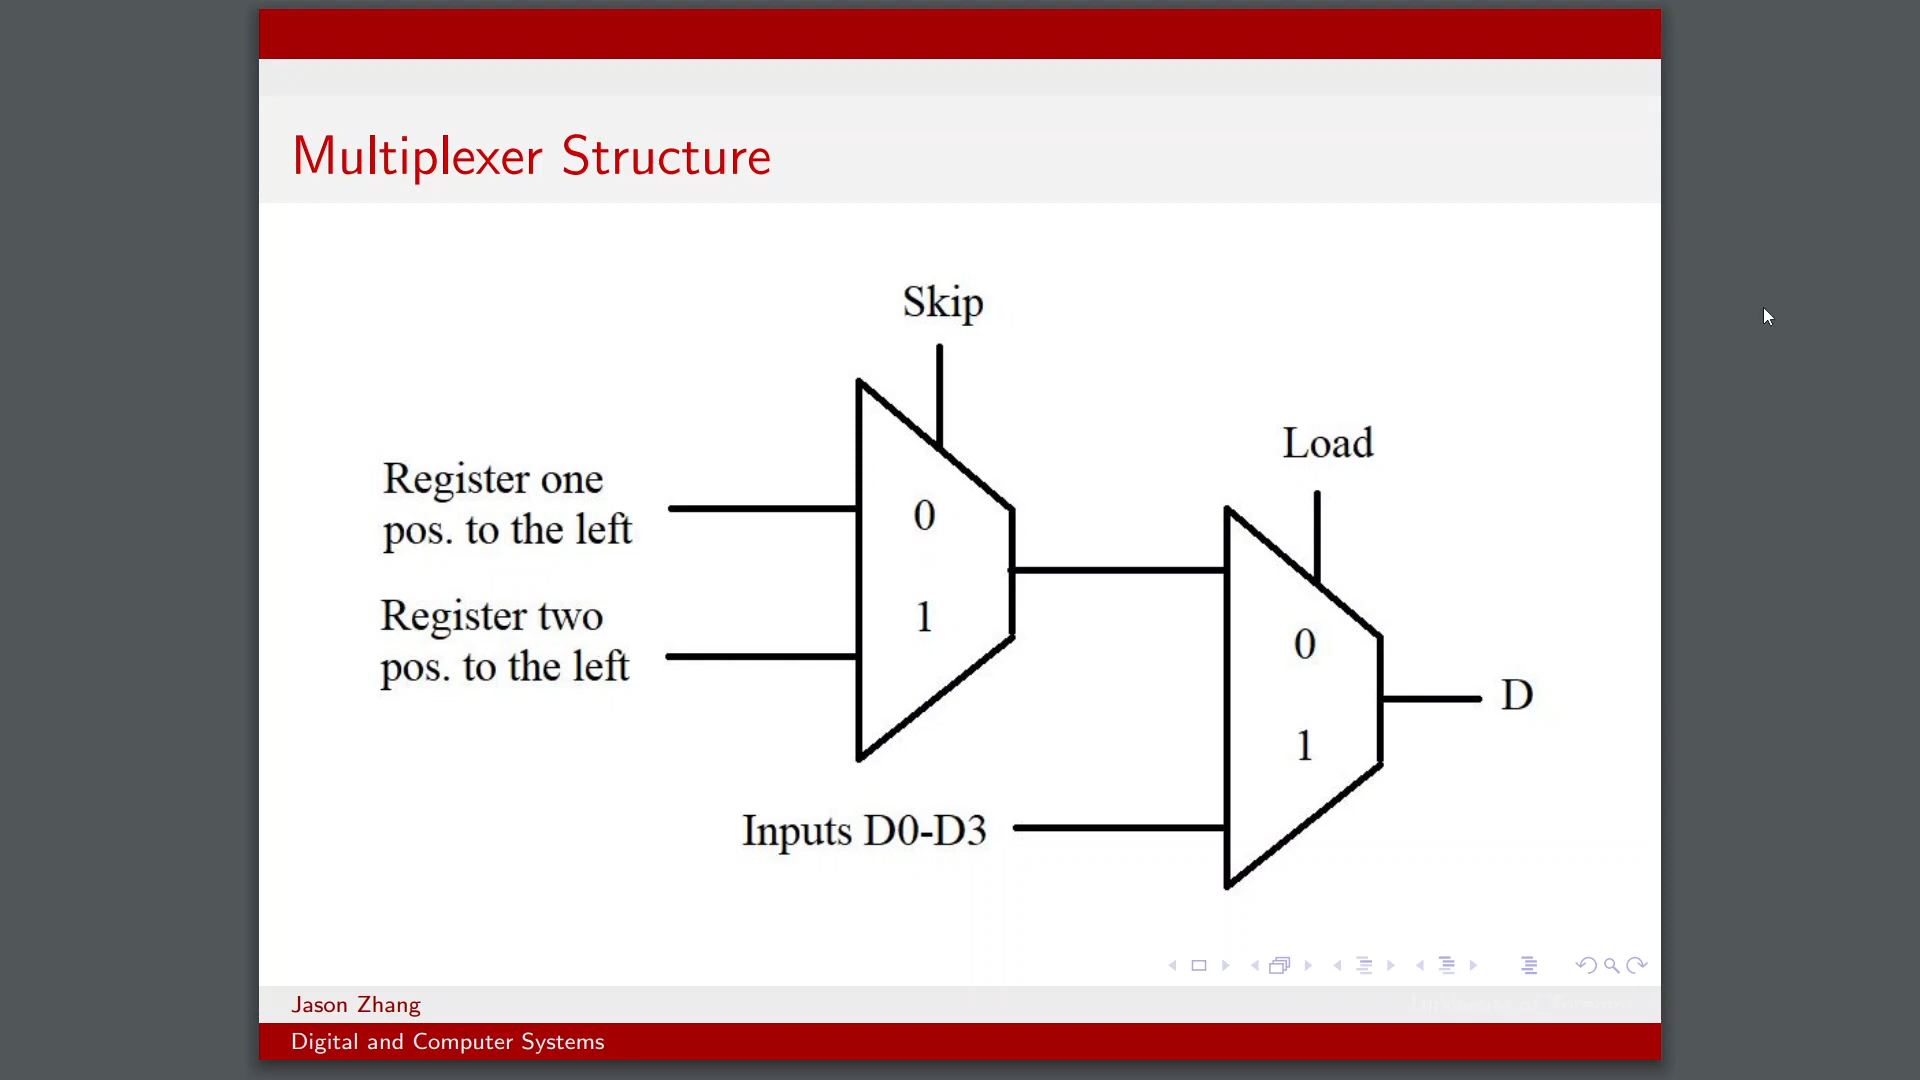 Multiplexer Structure
Skip
Load
Register one
pos. to the left
0
Register two
pos. to the left
1
0
D
1
Inputs D0-D3
Jason Zhang
Digital and Computer Systems